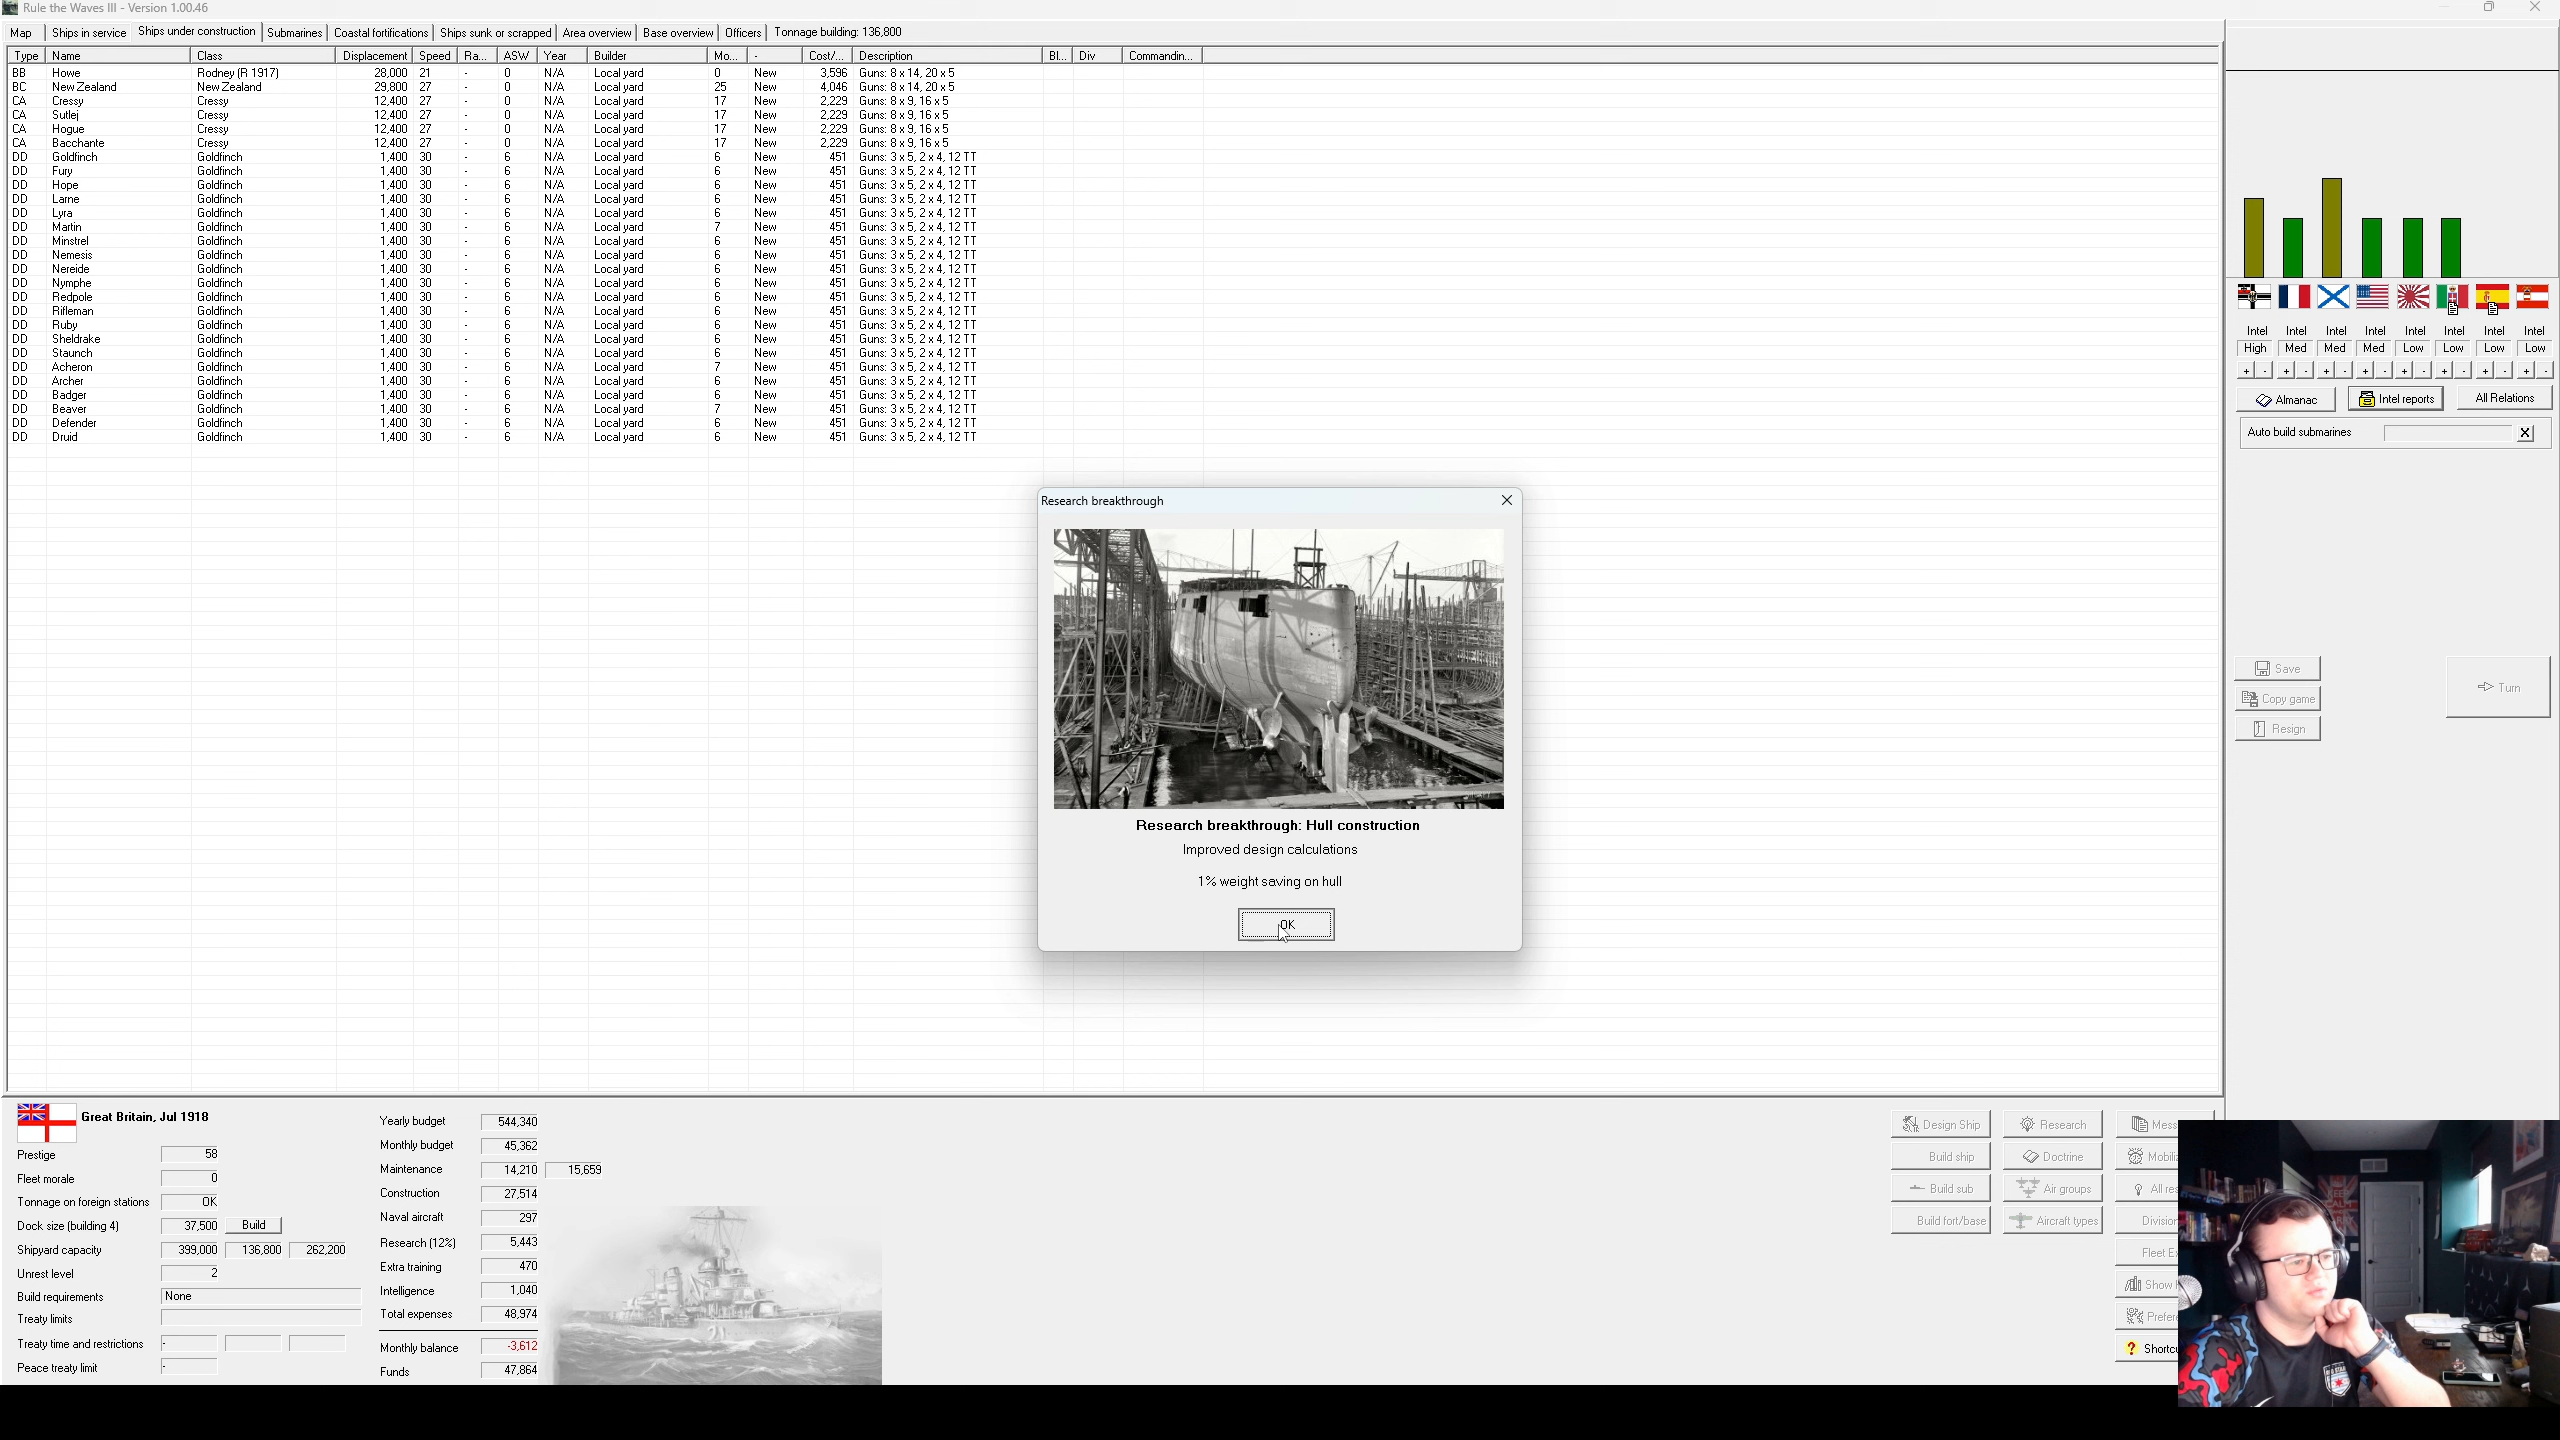 Rule the Waves III - Version 1.00.46
Map Ships in service Ships under construction Submarines Coastal fortifications Ships sunk or scrapped Area overview Base overview Officers Tonnage building: 136,800
Type Name Class Displacement Speed Ra... ASW Year Builder Mo... - Cost/... Description Bl... Div Commandin...
BB Howe Rodney (R 1917) 28,000 21 - 0 N/A Local yard 0 New 3,596 Guns: 8 x 14, 20 x 5
BC New Zealand New Zealand 29,800 27 - 0 N/A Local yard 25 New 4,046 Guns: 8 x 14, 20 x 5
CA Cressy Cressy 12,400 27 - 0 N/A Local yard 17 New 2,229 Guns: 8 x 9, 16 x 5
CA Sutlej Cressy 12,400 27 - 0 N/A Local yard 17 New 2,229 Guns: 8 x 9, 16 x 5
CA Hogue Cressy 12,400 27 - 0 N/A Local yard 17 New 2,229 Guns: 8 x 9, 16 x 5
CA Bacchante Cressy 12,400 27 - 0 N/A Local yard 17 New 2,229 Guns: 8 x 9, 16 x 5
DD Goldfinch Goldfinch 1,400 30 - 6 N/A Local yard 6 New 451 Guns: 3 x 5, 2 x 4, 12 TT
DD Fury Goldfinch 1,400 30 - 6 N/A Local yard 6 New 451 Guns: 3 x 5, 2 x 4, 12 TT
DD Hope Goldfinch 1,400 30 - 6 N/A Local yard 6 New 451 Guns: 3 x 5, 2 x 4, 12 TT
DD Larne Goldfinch 1,400 30 - 6 N/A Local yard 6 New 451 Guns: 3 x 5, 2 x 4, 12 TT
DD Lyra Goldfinch 1,400 30 - 6 N/A Local yard 6 New 451 Guns: 3 x 5, 2 x 4, 12 TT
DD Martin Goldfinch 1,400 30 - 6 N/A Local yard 7 New 451 Guns: 3 x 5, 2 x 4, 12 TT
DD Minstrel Goldfinch 1,400 30 - 6 N/A Local yard 6 New 451 Guns: 3 x 5, 2 x 4, 12 TT
DD Nemesis Goldfinch 1,400 30 - 6 N/A Local yard 6 New 451 Guns: 3 x 5, 2 x 4, 12 TT
DD Nereide Goldfinch 1,400 30 - 6 N/A Local yard 6 New 451 Guns: 3 x 5, 2 x 4, 12 TT
DD Nymphe Goldfinch 1,400 30 - 6 N/A Local yard 6 New 451 Guns: 3 x 5, 2 x 4, 12 TT
DD Redpole Goldfinch 1,400 30 - 6 N/A Local yard 6 New 451 Guns: 3 x 5, 2 x 4, 12 TT
DD Rifleman Goldfinch 1,400 30 - 6 N/A Local yard 6 New 451 Guns: 3 x 5, 2 x 4, 12 TT
DD Ruby Goldfinch 1,400 30 - 6 N/A Local yard 6 New 451 Guns: 3 x 5, 2 x 4, 12 TT
DD Sheldrake Goldfinch 1,400 30 - 6 N/A Local yard 6 New 451 Guns: 3 x 5, 2 x 4, 12 TT
DD Staunch Goldfinch 1,400 30 - 6 N/A Local yard 6 New 451 Guns: 3 x 5, 2 x 4, 12 TT
DD Acheron Goldfinch 1,400 30 - 6 N/A Local yard 7 New 451 Guns: 3 x 5, 2 x 4, 12 TT
DD Archer Goldfinch 1,400 30 - 6 N/A Local yard 6 New 451 Guns: 3 x 5, 2 x 4, 12 TT
DD Badger Goldfinch 1,400 30 - 6 N/A Local yard 6 New 451 Guns: 3 x 5, 2 x 4, 12 TT
DD Beaver Goldfinch 1,400 30 - 6 N/A Local yard 7 New 451 Guns: 3 x 5, 2 x 4, 12 TT
DD Defender Goldfinch 1,400 30 - 6 N/A Local yard 6 New 451 Guns: 3 x 5, 2 x 4, 12 TT
DD Druid Goldfinch 1,400 30 - 6 N/A Local yard 6 New 451 Guns: 3 x 5, 2 x 4, 12 TT
Intel Intel Intel Intel Intel Intel Intel Intel
High Med Med Med Low Low Low Low
+ - + - + - + - + - + - + - + -
Almanac Intel reports All Relations
Auto build submarines X
Save
Copy game
Resign
Turn
Research breakthrough
Research breakthrough: Hull construction
Improved design calculations
1% weight saving on hull
OK
Great Britain, Jul 1918
Prestige 58
Fleet morale 0
Tonnage on foreign stations OK
Dock size (building 4) 37,500 Build
Shipyard capacity 399,000 136,800 262,200
Unrest level 2
Build requirements None
Treaty limits
Treaty time and restrictions -
Peace treaty limit -
Yearly budget 544,340
Monthly budget 45,362
Maintenance 14,210 15,659
Construction 27,514
Naval aircraft 297
Research (12%) 5,443
Extra training 470
Intelligence 1,040
Total expenses 48,974
Monthly balance -3,612
Funds 47,864
Design Ship Research Mess
Build ship Doctrine Mobiliz
Build sub Air groups All res
Build fort/base Aircraft types Division
Fleet Ex
Show
Prefere
? Shortcu